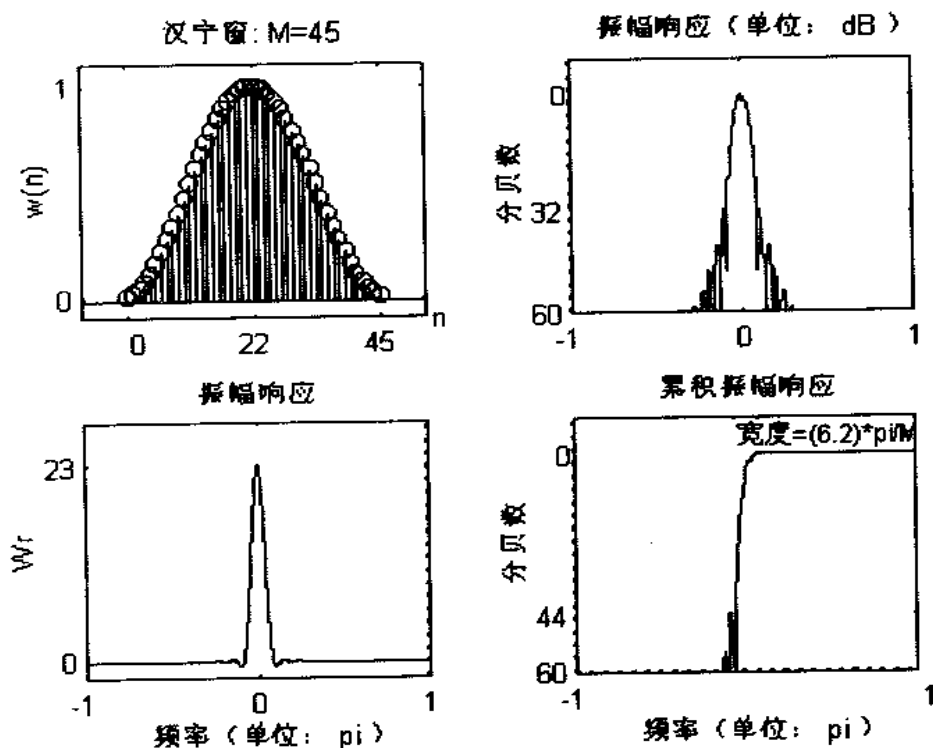 汉宁窗: M=45
1
w(n)
0
0
22
45
n
振幅响应（单位： dB ）
0
分贝数
32
60
-1
0
1
振幅响应
23
Wr
0
-1
0
1
频率（单位： pi ）
累积振幅响应
宽度=(6.2)*pi/M
0
分贝数
44
60
-1
0
1
频率（单位： pi ）